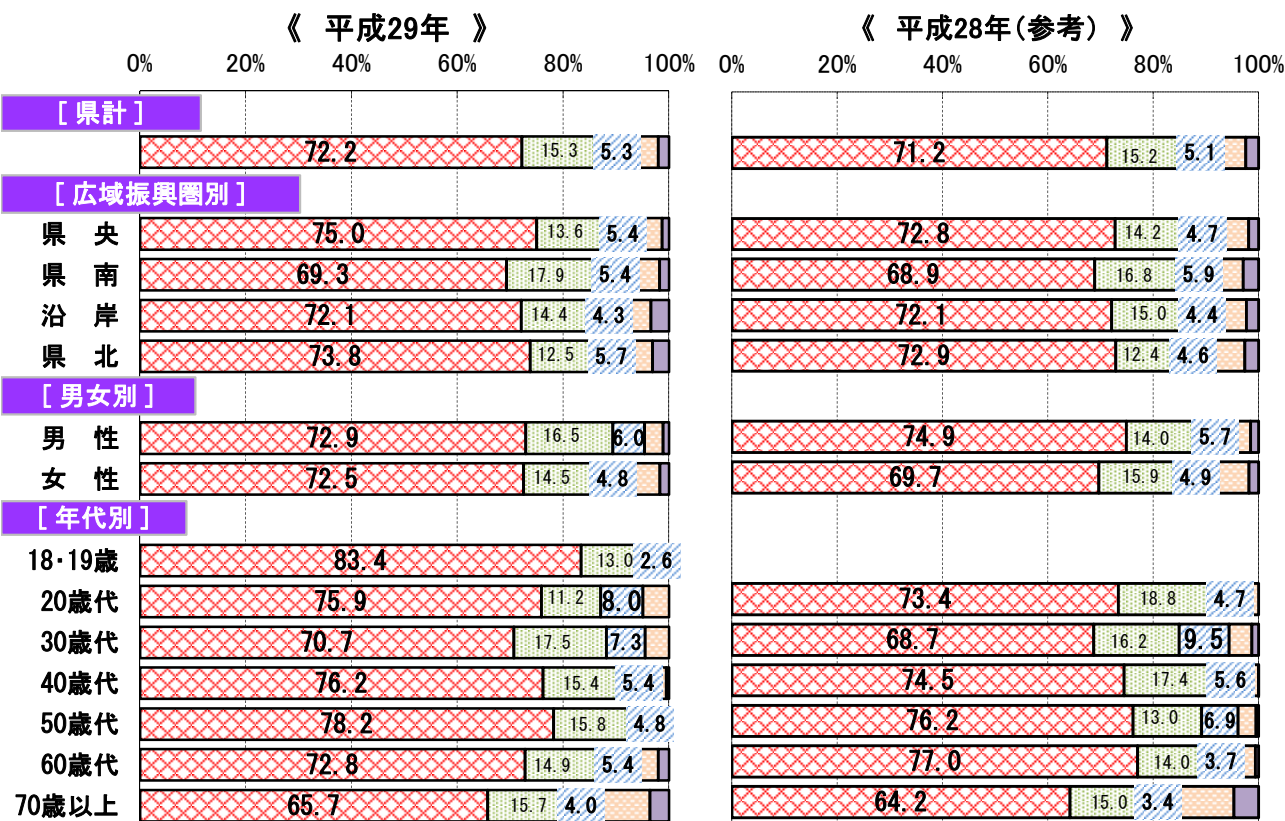 《 平成29年 》 《 平成28年(参考) 》
0% 20% 40% 60% 80% 100% 0% 20% 40% 60% 80% 100%
[ 県計 ]
72.2 15.3 5.3 71.2 15.2 5.1
[ 広域振興圏別 ]
県 央 75.0 13.6 5.4 72.8 14.2 4.7
県 南 69.3 17.9 5.4 68.9 16.8 5.9
沿 岸 72.1 14.4 4.3 72.1 15.0 4.4
県 北 73.8 12.5 5.7 72.9 12.4 4.6
[ 男女別 ]
男 性 72.9 16.5 6.0 74.9 14.0 5.7
女 性 72.5 14.5 4.8 69.7 15.9 4.9
[ 年代別 ]
18・19歳 83.4 13.0 2.6
20歳代 75.9 11.2 8.0 73.4 18.8 4.7
30歳代 70.7 17.5 7.3 68.7 16.2 9.5
40歳代 76.2 15.4 5.4 74.5 17.4 5.6
50歳代 78.2 15.8 4.8 76.2 13.0 6.9
60歳代 72.8 14.9 5.4 77.0 14.0 3.7
70歳以上 65.7 15.7 4.0 64.2 15.0 3.4